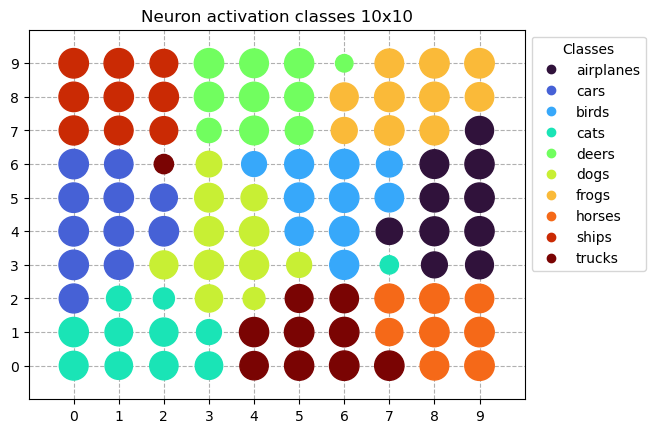 Neuron activation classes 10x10
9
8
7
6
5
4
3
2
1
0
0 1 2 3 4 5 6 7 8 9
Classes
airplanes
cars
birds
cats
deers
dogs
frogs
horses
ships
trucks